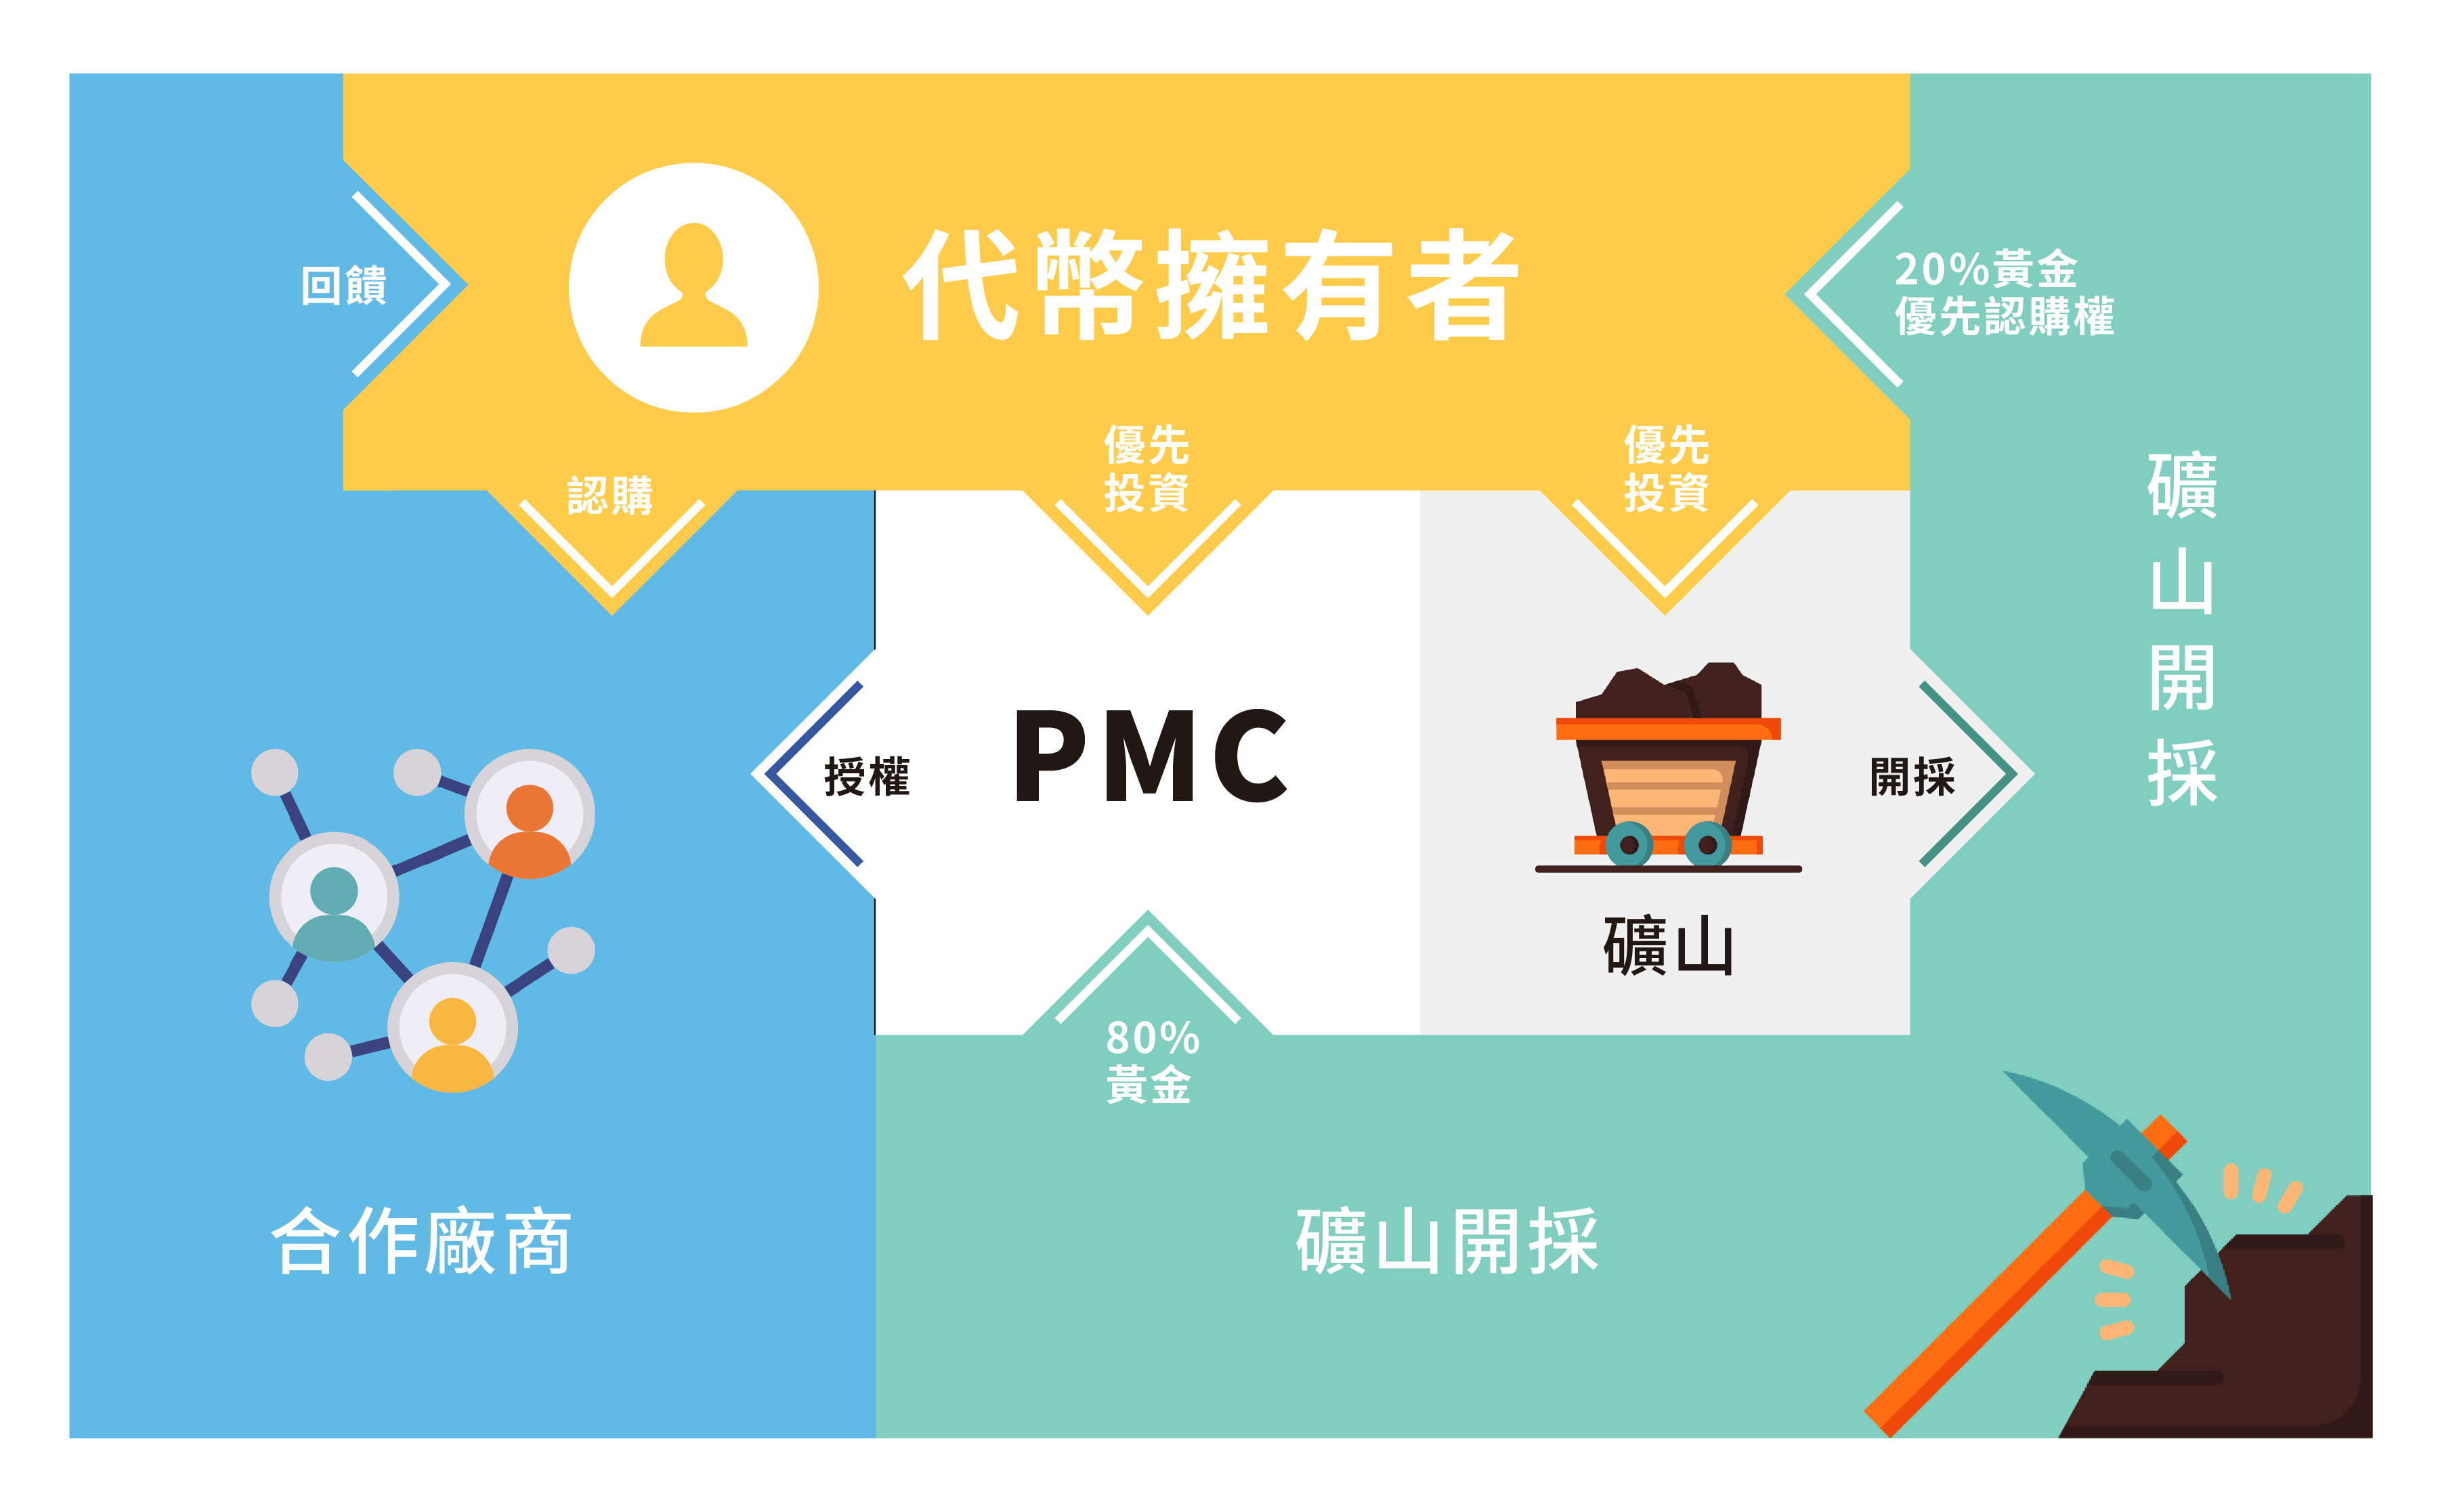 回饋
代幣擁有者
20%黃金
優先認購權
認購
優先
投資
優先
投資
授權
PMC
礦山
開採
礦山開採
80%
黃金
合作廠商
礦山開採